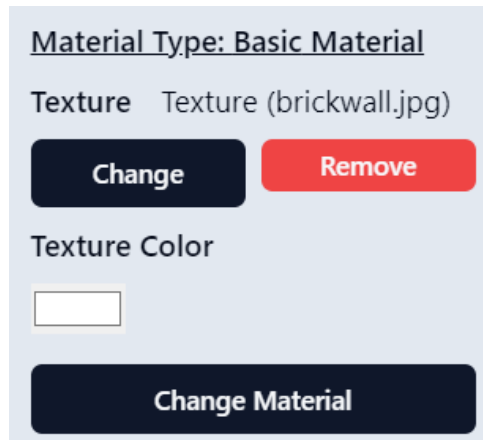 Material Type: Basic Material
Texture Texture (brickwall.jpg)
Change Remove
Texture Color
Change Material